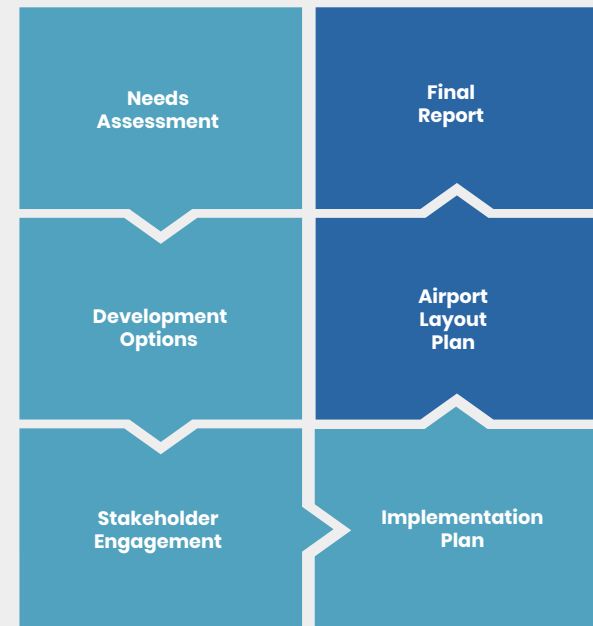 Needs
Assessment
Development
Options
Stakeholder
Engagement
Implementation
Plan
Airport
Layout
Plan
Final
Report